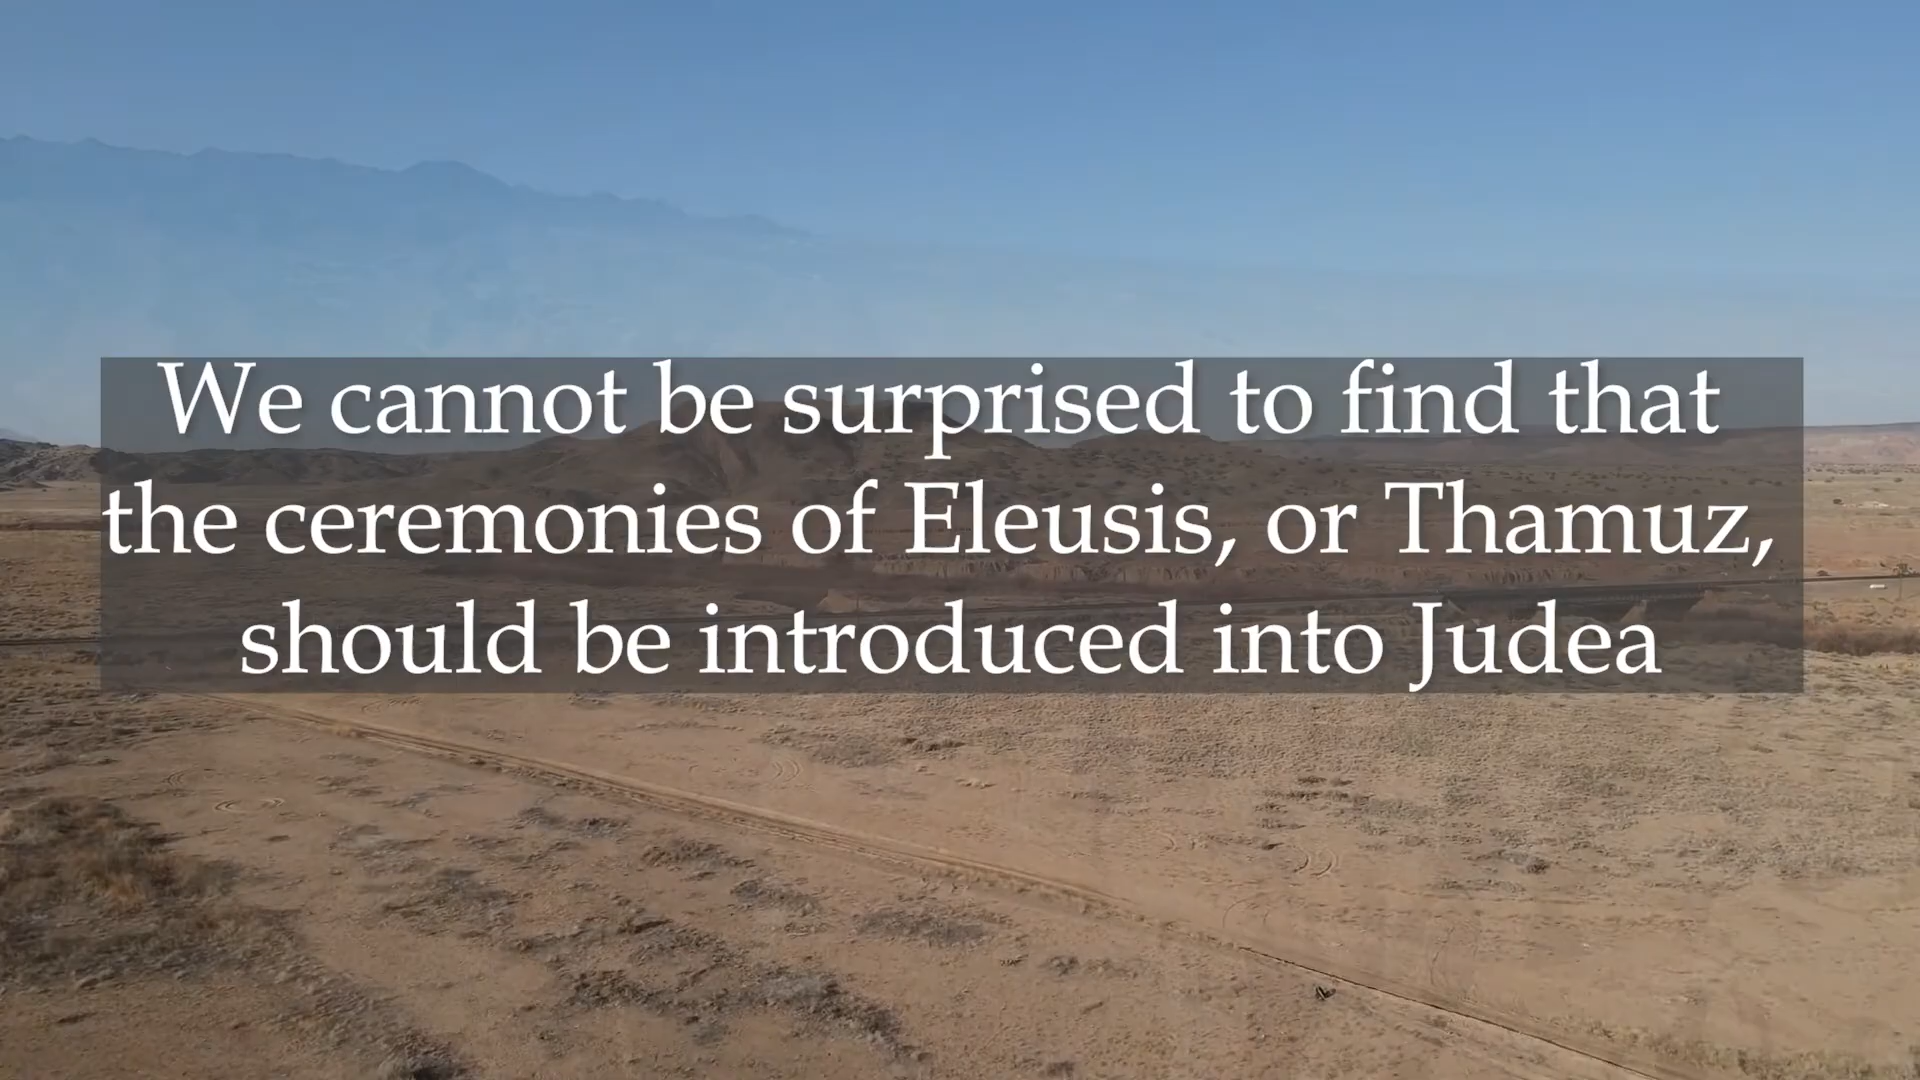 We cannot be surprised to find that
the ceremonies of Eleusis, or Thamuz,
should be introduced into Judea